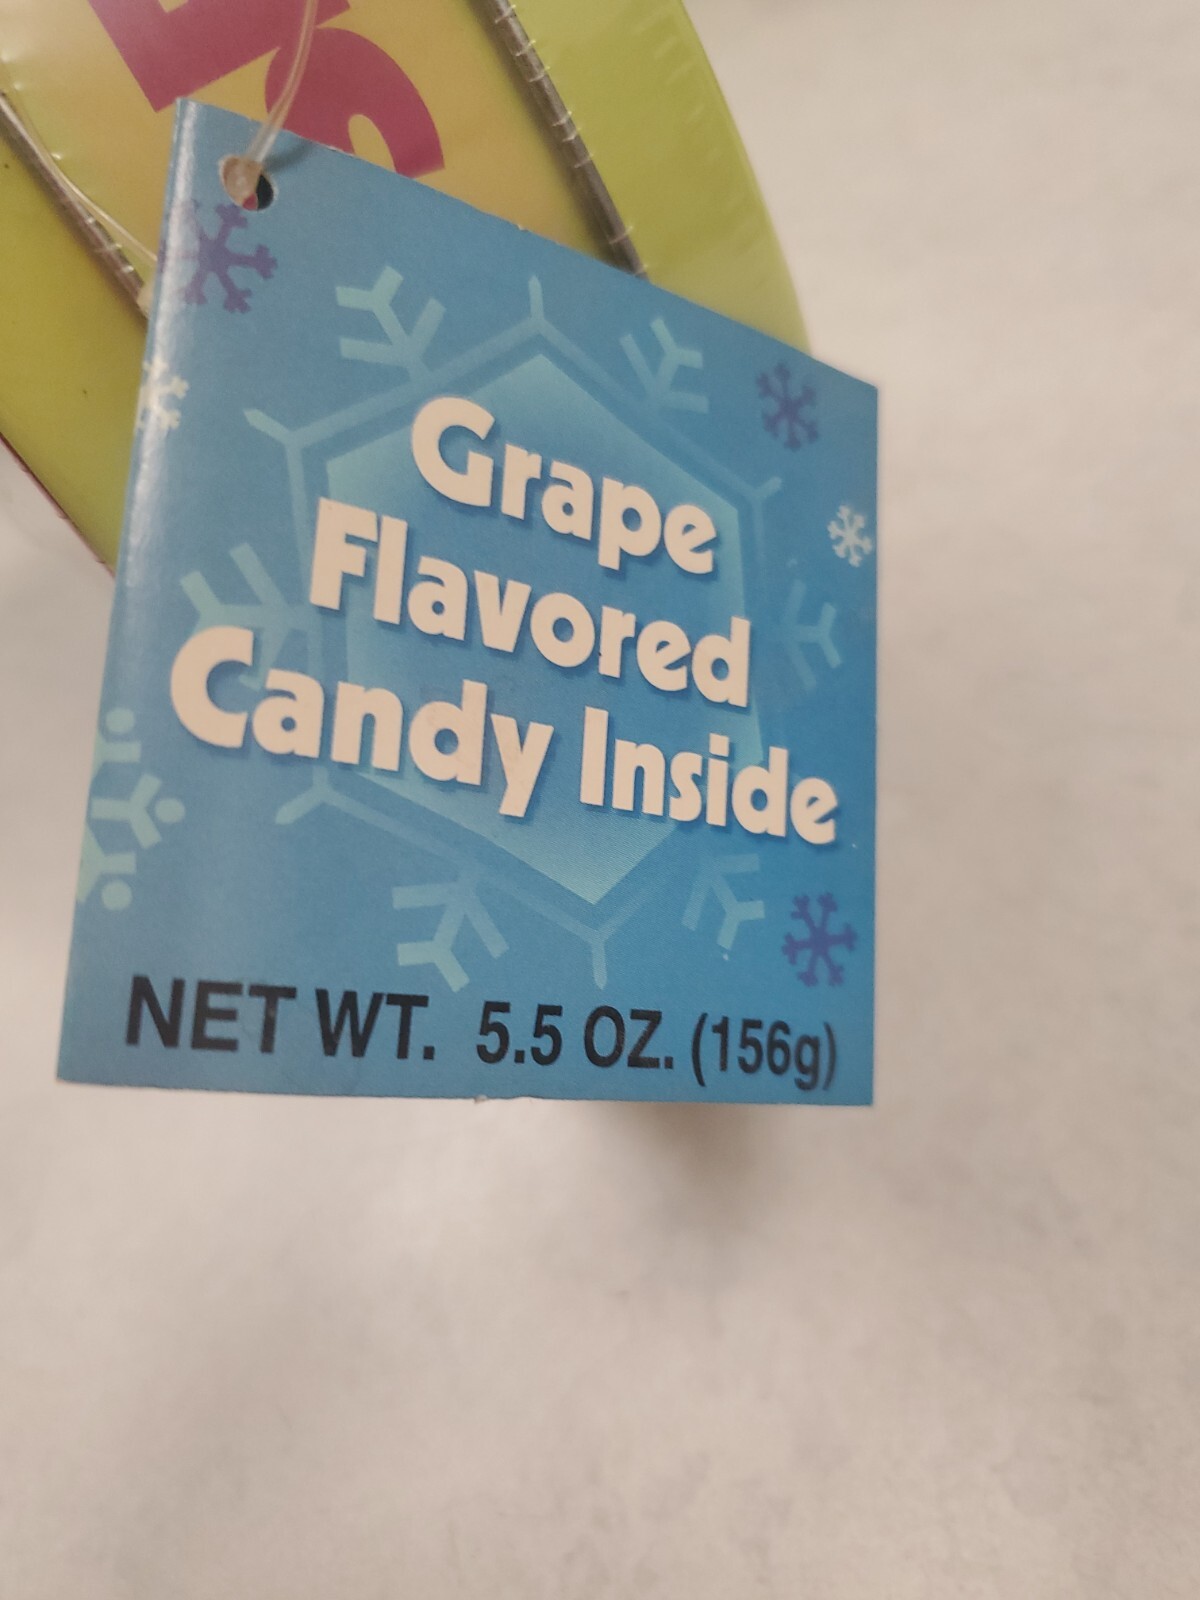 Grape
Flavored
Candy Inside
NET WT. 5.5 OZ. (156g)